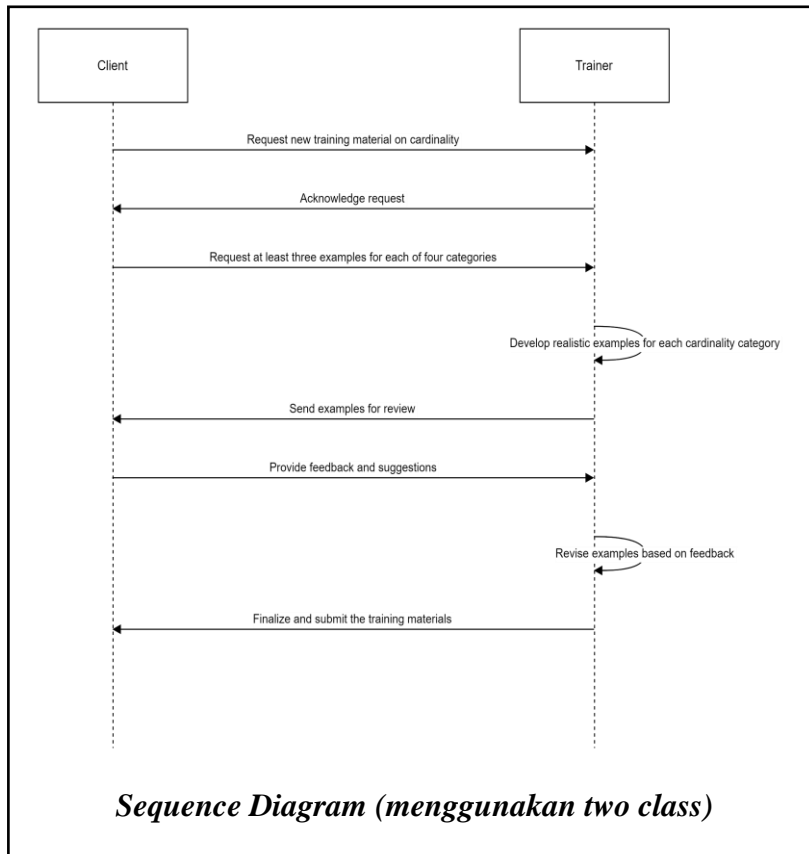 Client
Trainer
Request new training material on cardinality
Acknowledge request
Request at least three examples for each of four categories
Develop realistic examples for each cardinality category
Send examples for review
Provide feedback and suggestions
Revise examples based on feedback
Finalize and submit the training materials
Sequence Diagram (menggunakan two class)